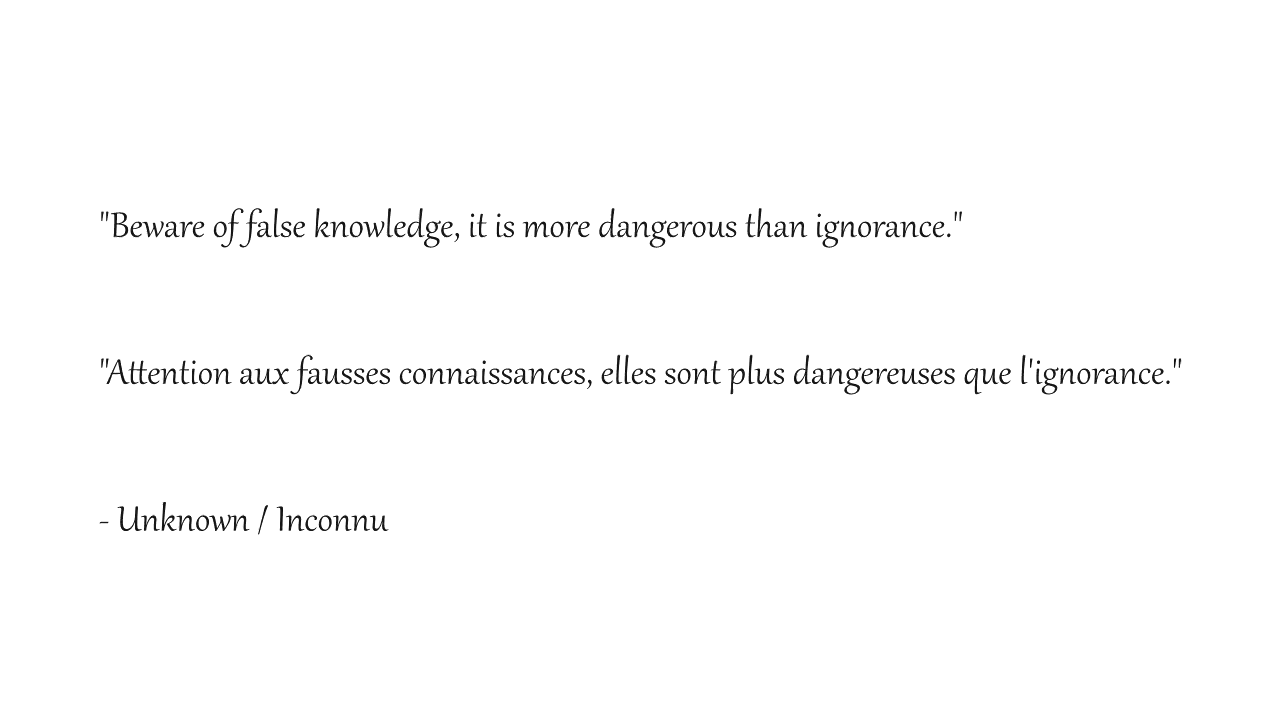 "Beware of false knowledge, it is more dangerous than ignorance."
"Attention aux fausses connaissances, elles sont plus dangereuses que l'ignorance."
- Unknown / Inconnu